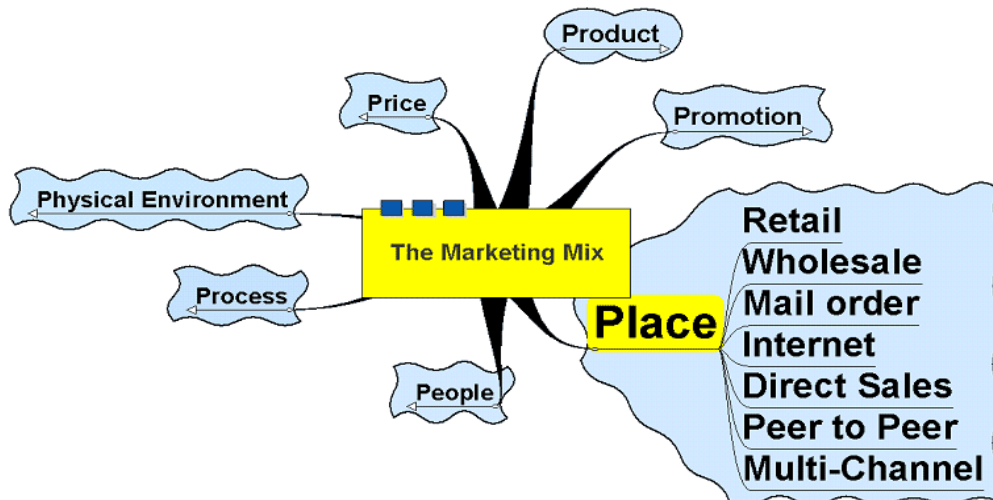 Product
Price
Promotion
Physical Environment
The Marketing Mix
Process
People
Place
Retail
Wholesale
Mail order
Internet
Direct Sales
Peer to Peer
Multi-Channel